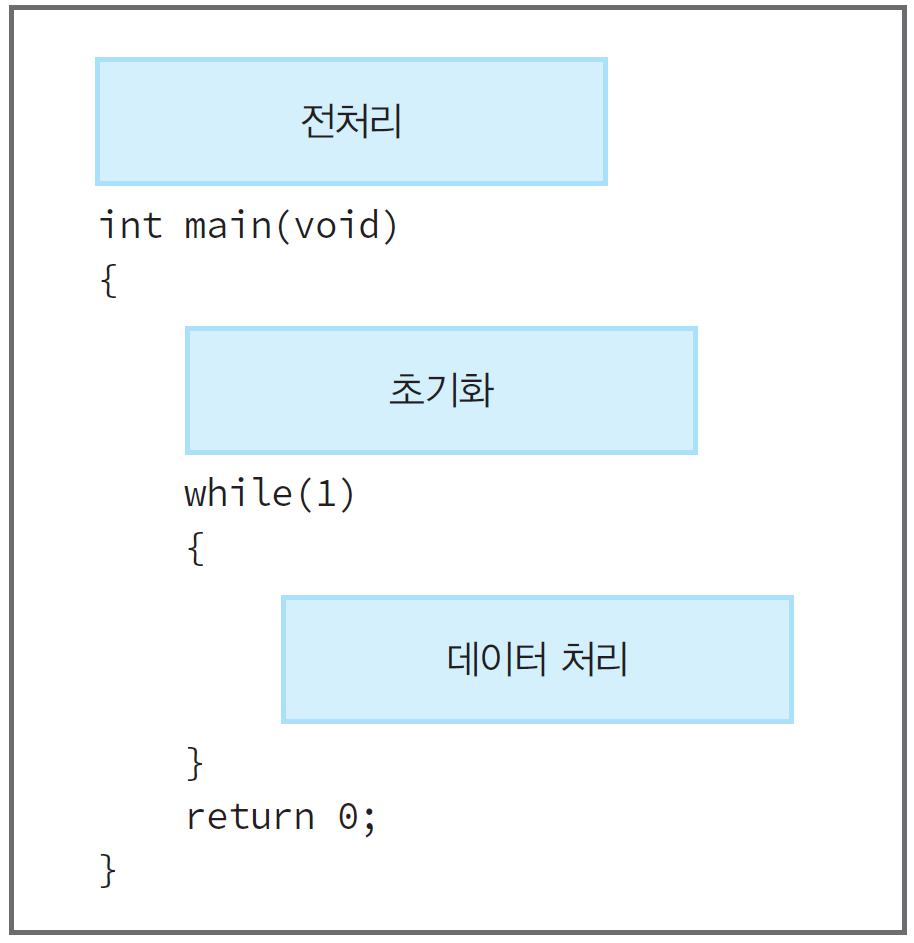 전처리
int main(void)
{
초기화
while(1)
{
데이터 처리
}
return 0;
}